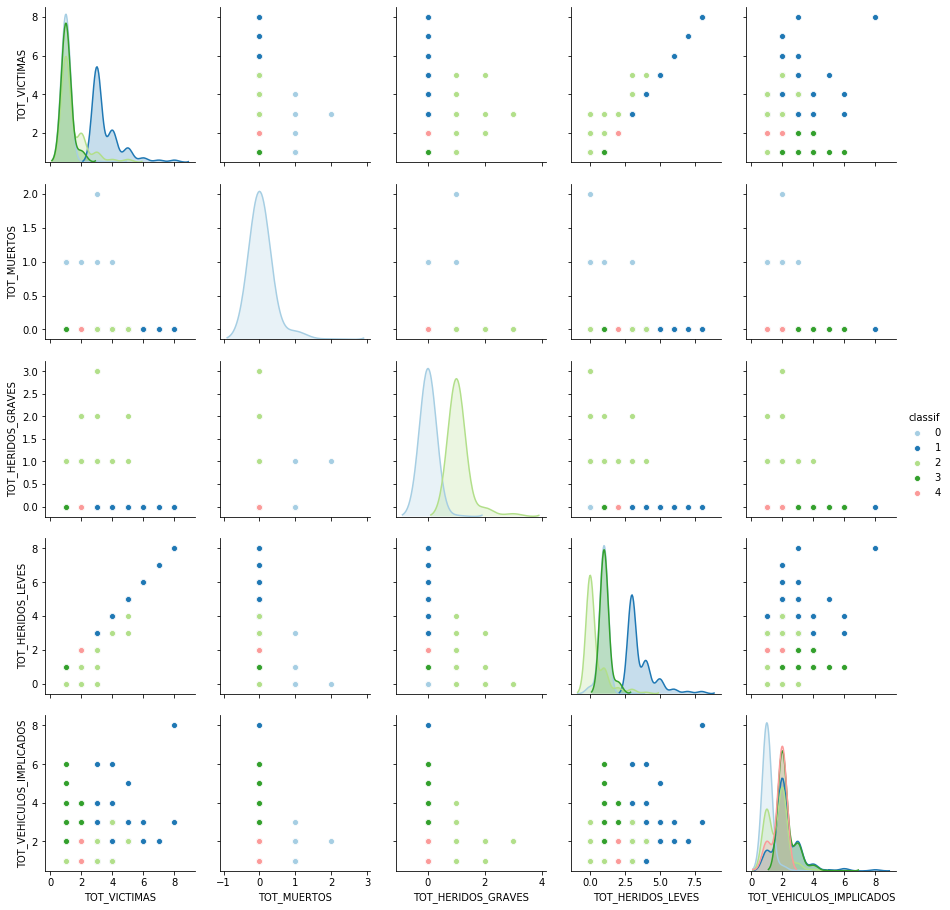 TOT_VICTIMAS
8
6
4
2
TOT_MUERTOS
2.0
1.5
1.0
0.5
0.0
TOT_HERIDOS_GRAVES
3.0
2.5
2.0
1.5
1.0
0.5
0.0
classif
0
1
2
3
4
TOT_HERIDOS_LEVES
8
6
4
2
0
TOT_VEHICULOS_IMPLICADOS
8
6
4
2
0 2 4 6 8
−1 0 1 2 3
0 2 4
0.0 2.5 5.0 7.5
0 2 4 6 8
TOT_VICTIMAS
TOT_MUERTOS
TOT_HERIDOS_GRAVES
TOT_HERIDOS_LEVES
TOT_VEHICULOS_IMPLICADOS